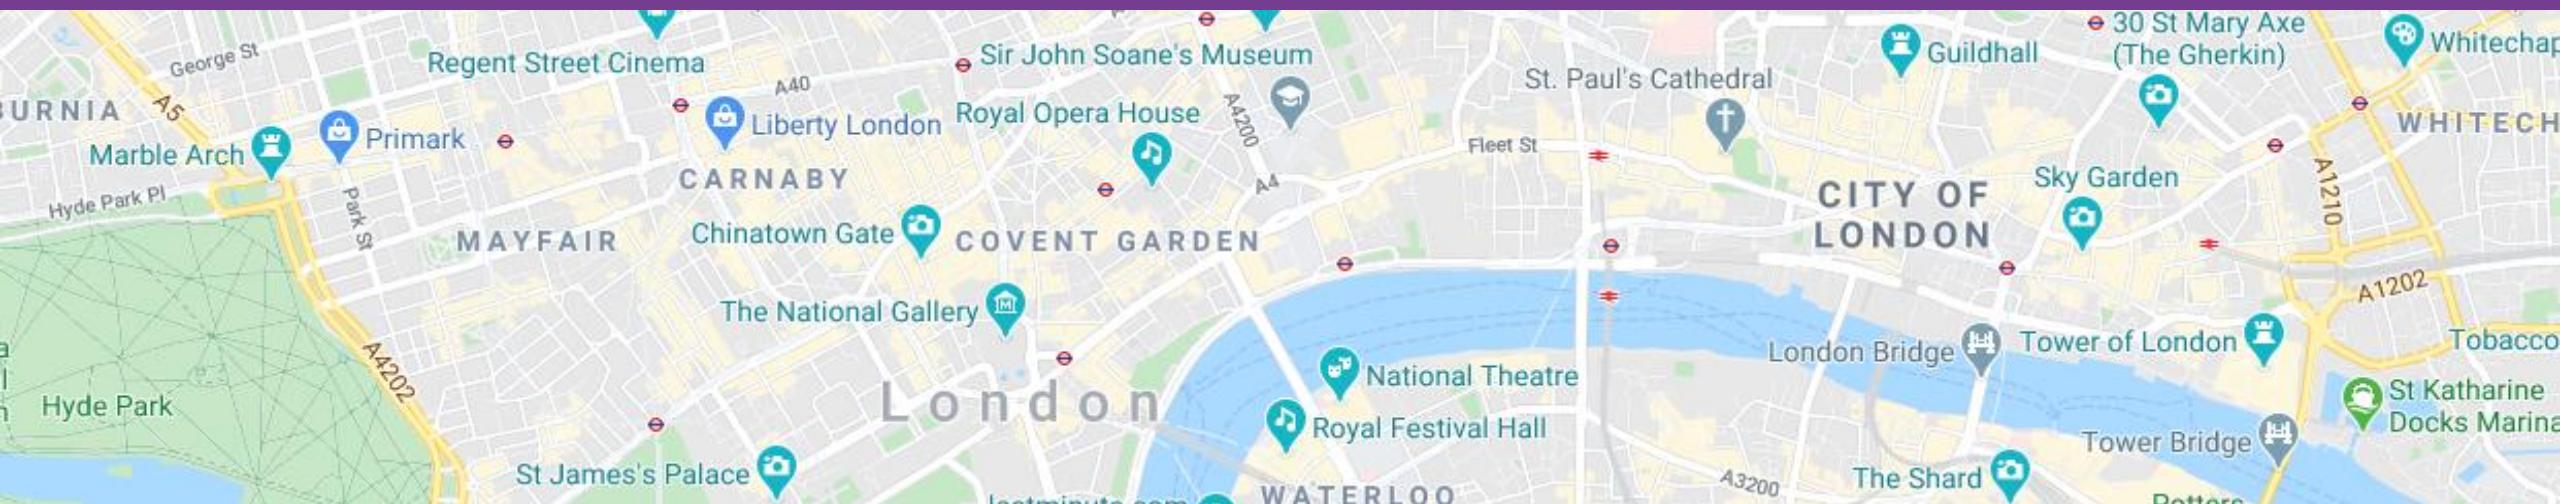 30 St Mary Axe
(The Gherkin)
Regent Street Cinema
Sir John Soane's Museum
Guildhall
George St
A40
St. Paul's Cathedral
A5
Primark
Liberty London
Royal Opera House
A4200
Fleet St
Marble Arch
CARNABY
Hyde Park Pl
Park St
A4
CITY OF
LONDON
Sky Garden
A1210
MAYFAIR
Chinatown Gate
COVENT GARDEN
The National Gallery
A1202
A4202
London
National Theatre
London Bridge
Tower of London
Tobacco
Hyde Park
Royal Festival Hall
St Katharine
Docks Marina
Tower Bridge
St James's Palace
The Shard
A3200
WATERLOO